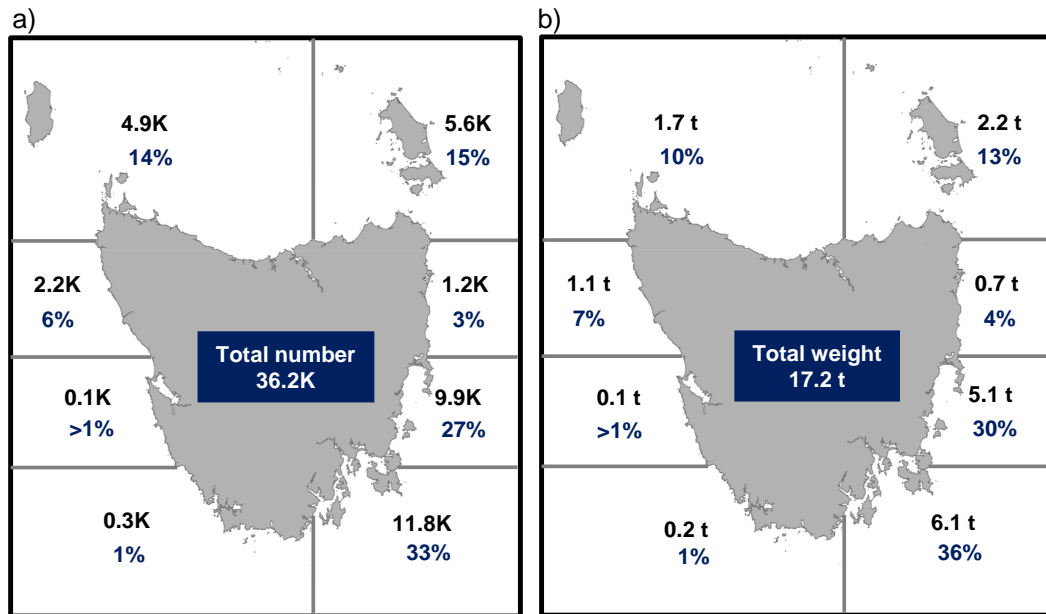 a)
4.9K
14%
5.6K
15%
2.2K
6%
1.2K
3%
Total number
36.2K
0.1K
>1%
9.9K
27%
0.3K
1%
11.8K
33%
b)
1.7 t
10%
2.2 t
13%
1.1 t
7%
0.7 t
4%
Total weight
17.2 t
0.1 t
>1%
5.1 t
30%
0.2 t
1%
6.1 t
36%